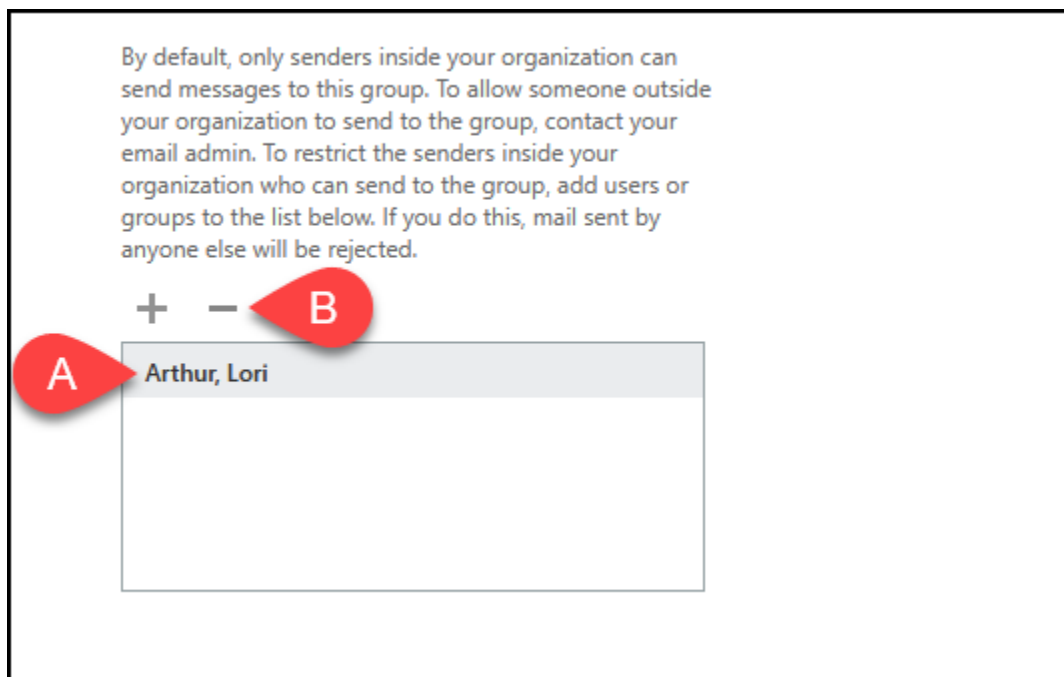 By default, only senders inside your organization can
send messages to this group. To allow someone outside
your organization to send to the group, contact your
email admin. To restrict the senders inside your
organization who can send to the group, add users or
groups to the list below. If you do this, mail sent by
anyone else will be rejected.
+ − B
A Arthur, Lori